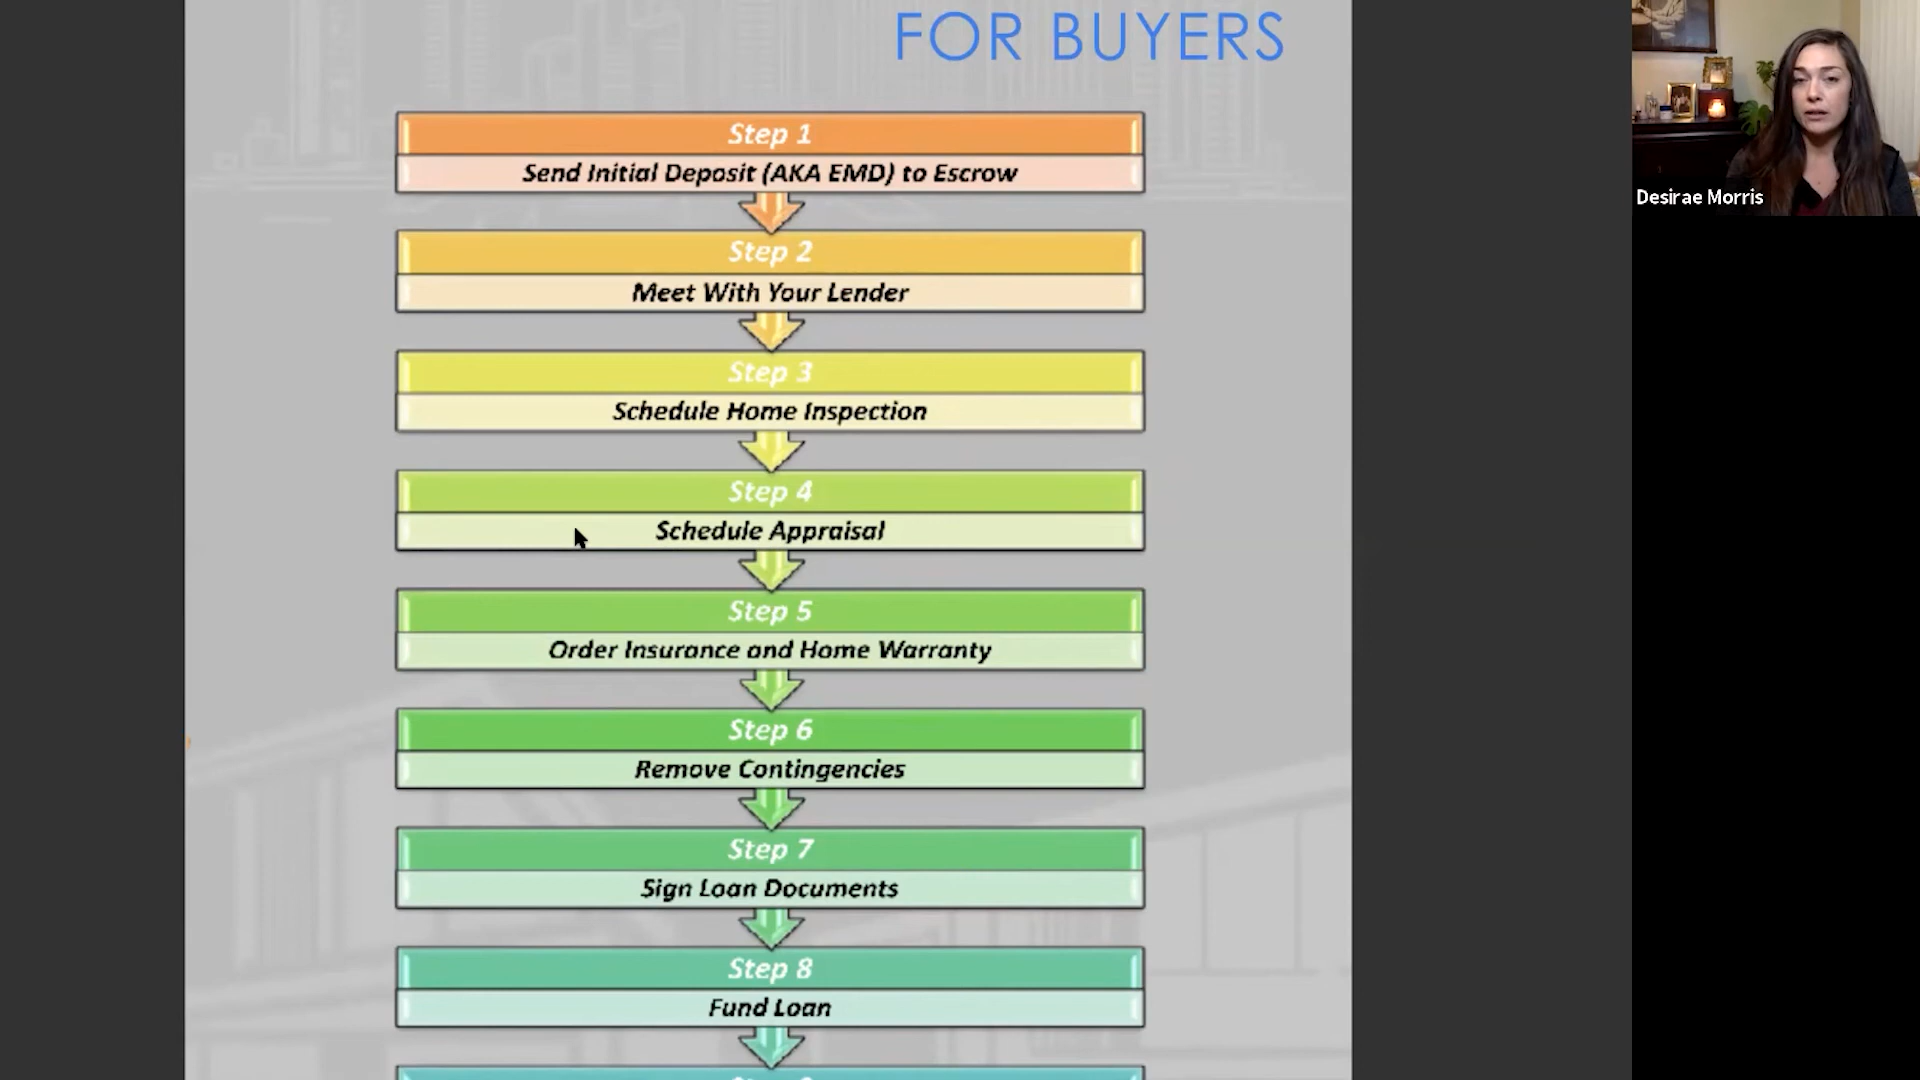 FOR BUYERS
Step 1
Send Initial Deposit (AKA EMD) to Escrow
Step 2
Meet With Your Lender
Step 3
Schedule Home Inspection
Step 4
Schedule Appraisal
Step 5
Order Insurance and Home Warranty
Step 6
Remove Contingencies
Step 7
Sign Loan Documents
Step 8
Fund Loan
Desirae Morris